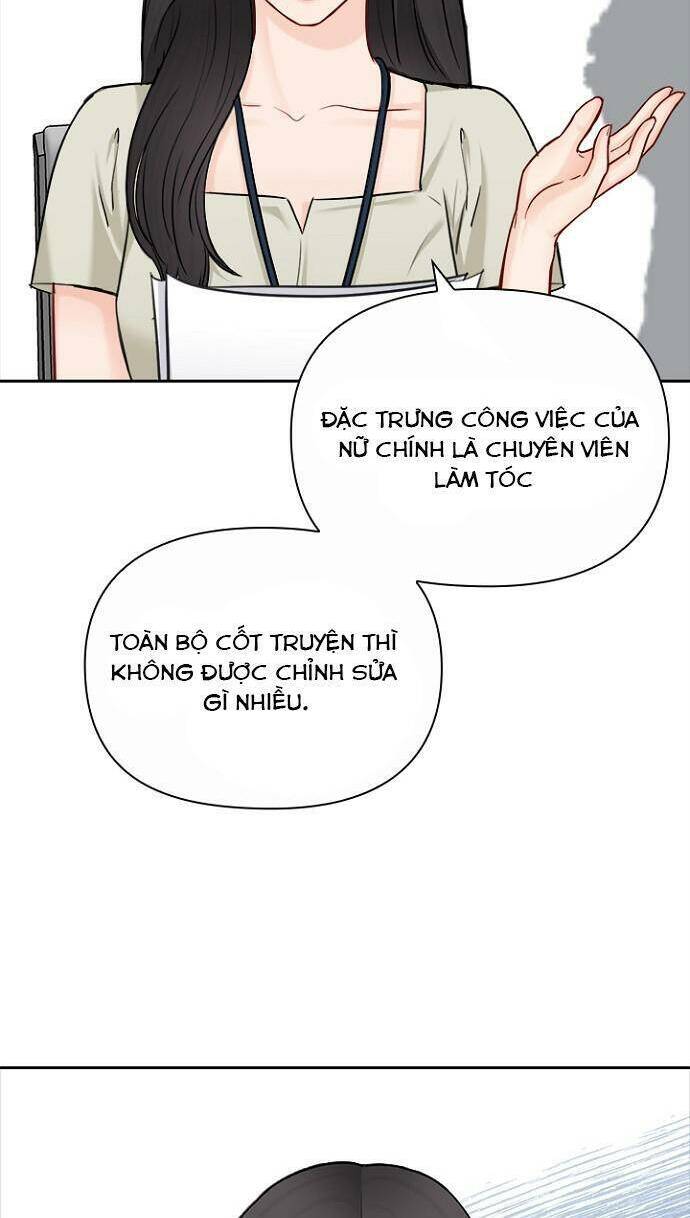 ĐẶC TRƯNG CÔNG VIỆC CỦA
NỮ CHÍNH LÀ CHUYÊN VIÊN
LÀM TÓC
TOÀN BỘ CỐT TRUYỆN THÌ
KHÔNG ĐƯỢC CHỈNH SỬA
GÌ NHIỀU.